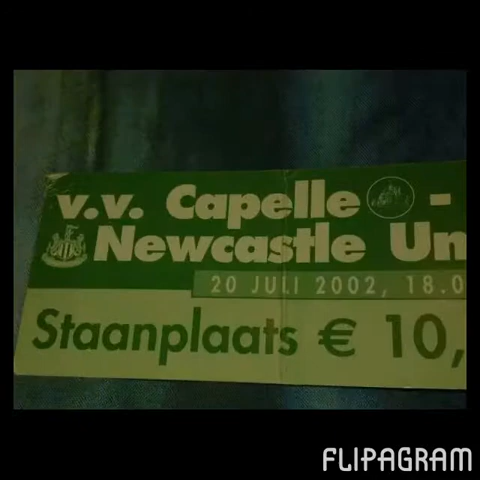 v.v. Capelle -
Newcastle Un
20 JULI 2002, 18.0
Staanplaats € 10,
FLIPAGRAM